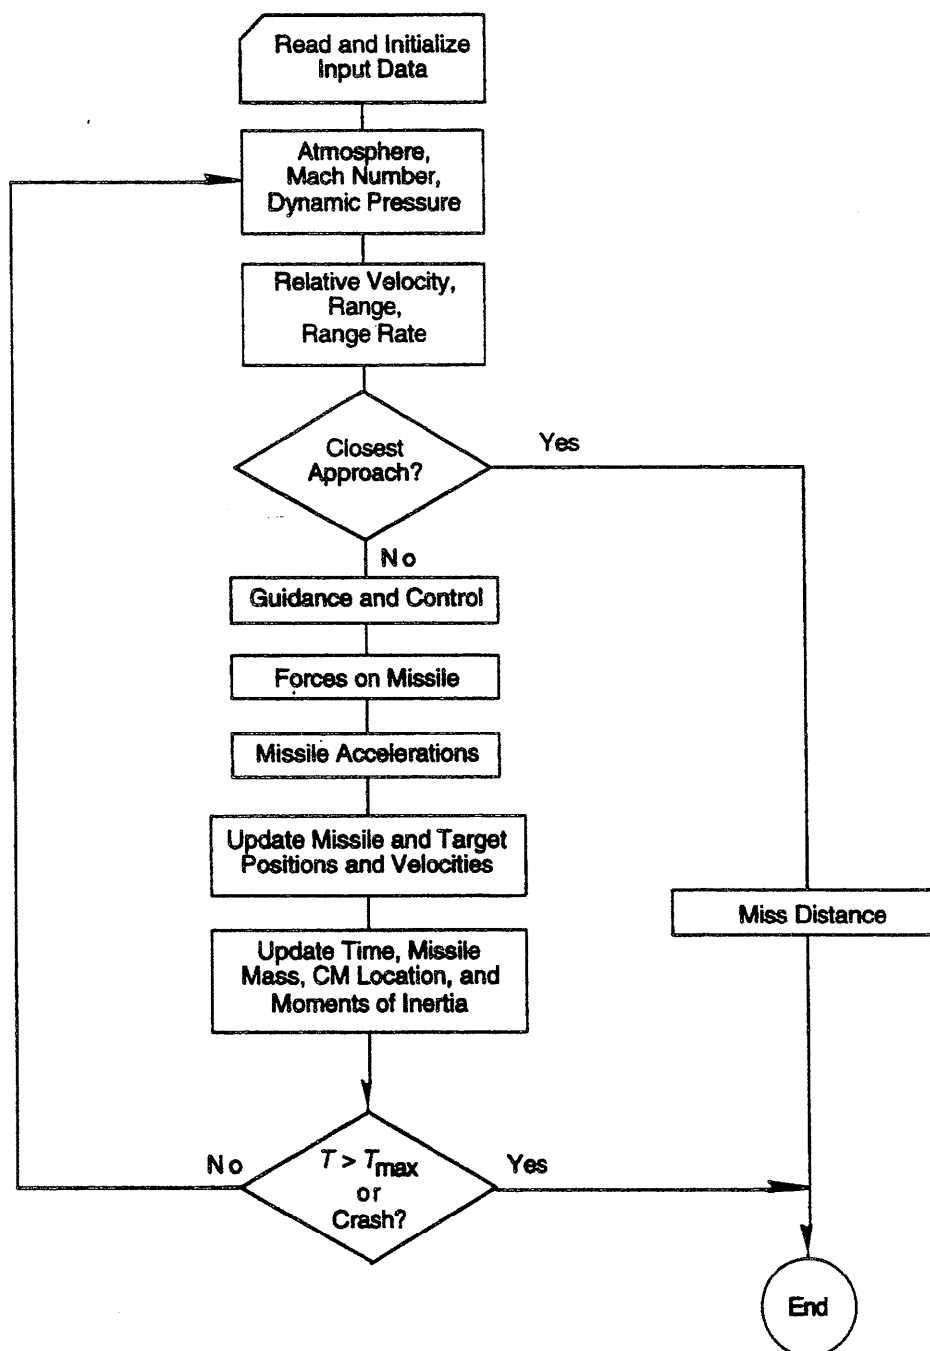 Read and Initialize
Input Data
Atmosphere,
Mach Number,
Dynamic Pressure
Relative Velocity,
Range,
Range Rate
Closest
Approach?
Yes
No
Guidance and Control
Forces on Missile
Missile Accelerations
Update Missile and Target
Positions and Velocities
Miss Distance
Update Time, Missile
Mass, CM Location, and
Moments of Inertia
No
T > Tmax
or
Crash?
Yes
End